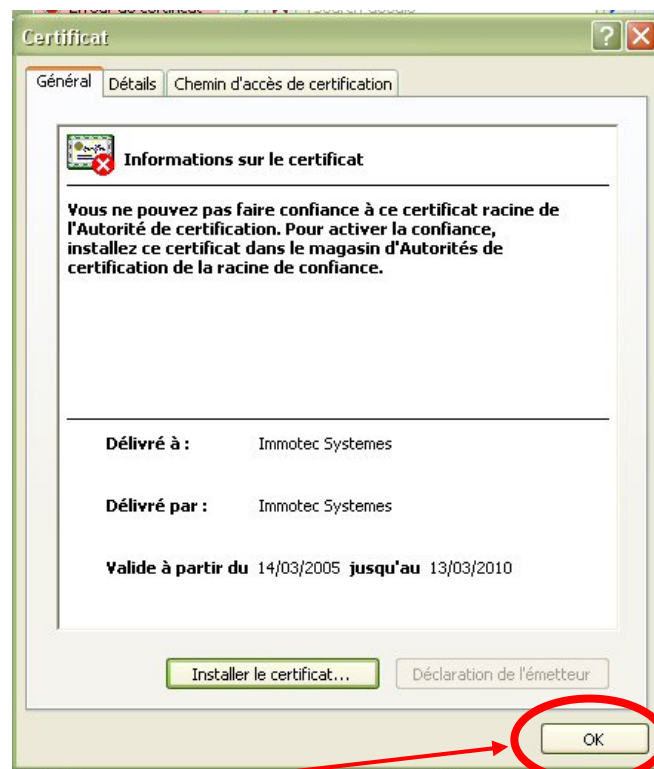 Erreur de certificat
Certificat
Général Détails Chemin d'accès de certification
Informations sur le certificat
Vous ne pouvez pas faire confiance à ce certificat racine de
l'Autorité de certification. Pour activer la confiance,
installez ce certificat dans le magasin d'Autorités de
certification de la racine de confiance.
Délivré à : Immotec Systemes
Délivré par : Immotec Systemes
Valide à partir du 14/03/2005 jusqu'au 13/03/2010
Installer le certificat... Déclaration de l'émetteur
OK